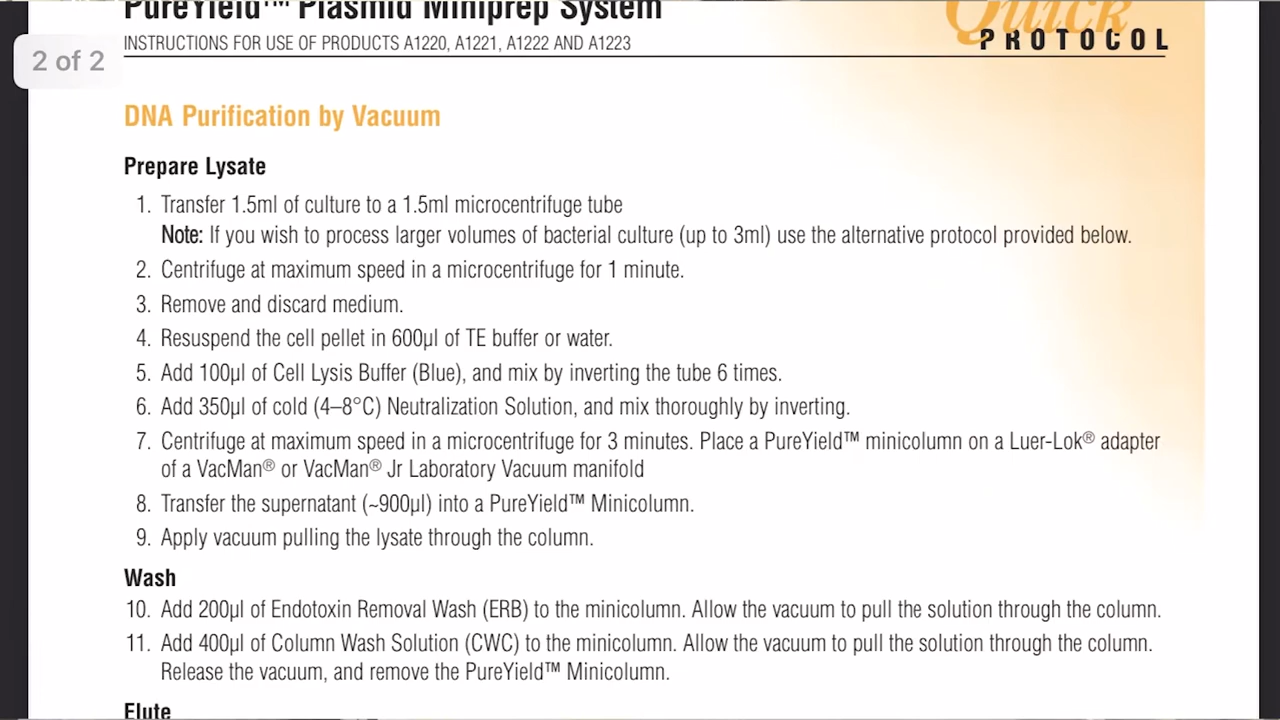 PureYield™ Plasmid Miniprep System
Quick
INSTRUCTIONS FOR USE OF PRODUCTS A1220, A1221, A1222 AND A1223
PROTOCOL
2 of 2
DNA Purification by Vacuum
Prepare Lysate
1. Transfer 1.5ml of culture to a 1.5ml microcentrifuge tube
Note: If you wish to process larger volumes of bacterial culture (up to 3ml) use the alternative protocol provided below.
2. Centrifuge at maximum speed in a microcentrifuge for 1 minute.
3. Remove and discard medium.
4. Resuspend the cell pellet in 600µl of TE buffer or water.
5. Add 100µl of Cell Lysis Buffer (Blue), and mix by inverting the tube 6 times.
6. Add 350µl of cold (4–8°C) Neutralization Solution, and mix thoroughly by inverting.
7. Centrifuge at maximum speed in a microcentrifuge for 3 minutes. Place a PureYield™ minicolumn on a Luer-Lok® adapter
of a VacMan® or VacMan® Jr Laboratory Vacuum manifold
8. Transfer the supernatant (~900µl) into a PureYield™ Minicolumn.
9. Apply vacuum pulling the lysate through the column.
Wash
10. Add 200µl of Endotoxin Removal Wash (ERB) to the minicolumn. Allow the vacuum to pull the solution through the column.
11. Add 400µl of Column Wash Solution (CWC) to the minicolumn. Allow the vacuum to pull the solution through the column.
Release the vacuum, and remove the PureYield™ Minicolumn.
Elute